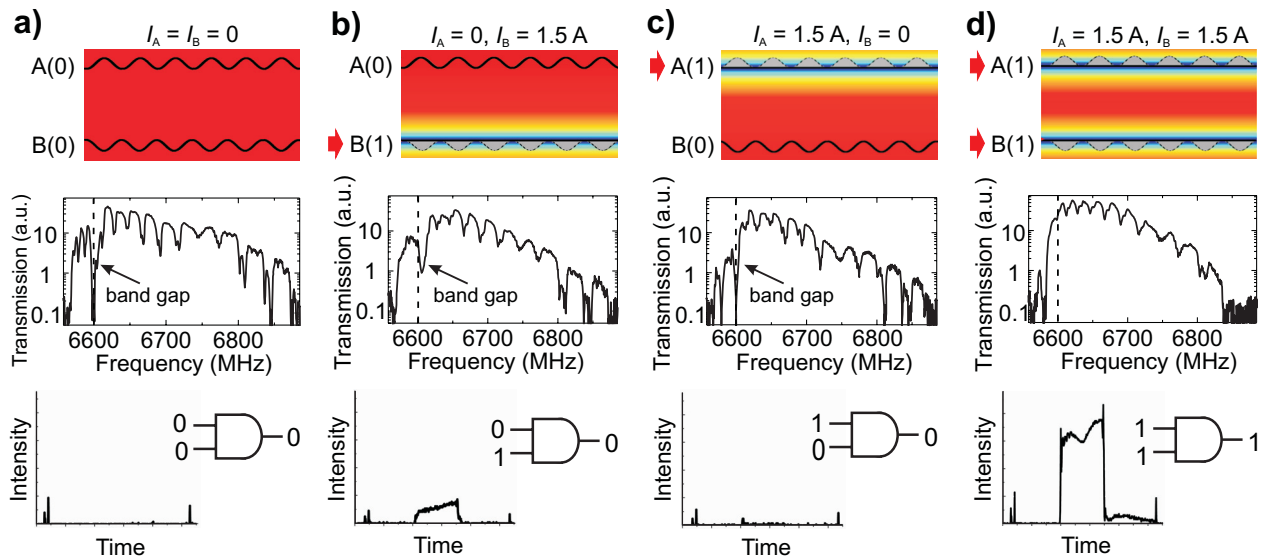 a)
I_A = I_B = 0
A(0)
B(0)
b)
I_A = 0, I_B = 1.5 A
A(0)
B(1)
c)
I_A = 1.5 A, I_B = 0
A(1)
B(0)
d)
I_A = 1.5 A, I_B = 1.5 A
A(1)
B(1)
Transmission (a.u.)
10
1
0.1
band gap
6600 6700 6800
Frequency (MHz)
Transmission (a.u.)
10
1
0.1
band gap
6600 6700 6800
Frequency (MHz)
Transmission (a.u.)
10
1
0.1
band gap
6600 6700 6800
Frequency (MHz)
Transmission (a.u.)
10
1
0.1
6600 6700 6800
Frequency (MHz)
Intensity
0
0
0
Time
Intensity
0
1
0
Time
Intensity
1
0
0
Time
Intensity
1
1
1
Time